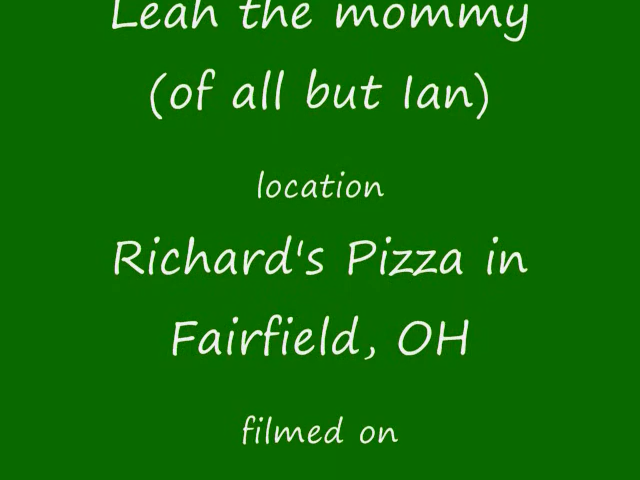 Leah the mommy
(of all but Ian)
location
Richard's Pizza in
Fairfield, OH
filmed on